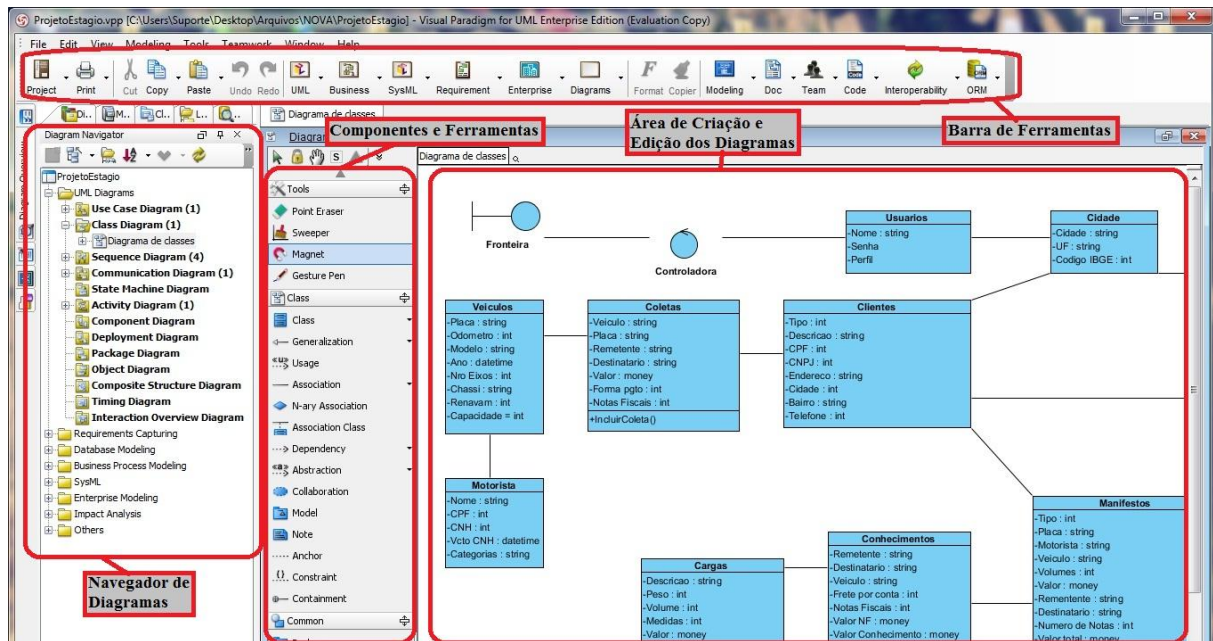 ProjetoEstagio.vpp [C:\Users\Suporte\Desktop\Arquivos\NOVA\ProjetoEstagio] - Visual Paradigm for UML Enterprise Edition (Evaluation Copy)
File Edit View Modeling Tools Teamwork Window Help
Project Print Cut Copy Paste Undo Redo UML Business SysML Requirement Enterprise Diagrams Format Copier Modeling Doc Team Code Interoperability ORM
Di... M... Cl... L...
Diagrama de classes
Componentes e Ferramentas
Área de Criação e
Edição dos Diagramas
Barra de Ferramentas
Diagram Navigator
Diagrama de classes
ProjetoEstagio
UML Diagrams
Use Case Diagram (1)
Class Diagram (1)
Diagrama de classes
Sequence Diagram (4)
Communication Diagram (1)
State Machine Diagram
Activity Diagram (1)
Component Diagram
Deployment Diagram
Package Diagram
Object Diagram
Composite Structure Diagram
Timing Diagram
Interaction Overview Diagram
Requirements Capturing
Database Modeling
Business Process Modeling
SysML
Enterprise Modeling
Impact Analysis
Others
Navegador de
Diagramas
Tools
Point Eraser
Sweeper
Magnet
Gesture Pen
Class
Class
Generalization
Usage
Association
N-ary Association
Association Class
Dependency
Abstraction
Collaboration
Model
Note
Anchor
Constraint
Containment
Common
Fronteira
Controladora
Usuarios
-Nome : string
-Senha
-Perfil
Cidade
-Cidade : string
-UF : string
-Codigo IBGE : int
Veiculos
-Placa : string
-Odometro : int
-Modelo : string
-Ano : datetime
-Nro Eixos : int
-Chassi : string
-Renavam : int
-Capacidade = int
Coletas
-Veiculo : string
-Placa : string
-Remetente : string
-Destinatario : string
-Valor : money
-Forma pgto : int
-Notas Fiscais : int
+IncluirColeta()
Clientes
-Tipo : int
-Descricao : string
-CPF : int
-CNPJ : int
-Endereco : string
-Cidade : int
-Bairro : string
-Telefone : int
Motorista
-Nome : string
-CPF : int
-CNH : int
-Vcto CNH : datetime
-Categorias : string
Cargas
-Descricao : string
-Peso : int
-Volume : int
-Medidas : int
-Valor : money
Conhecimentos
-Remetente : string
-Destinatario : string
-Veiculo : string
-Frete por conta : int
-Notas Fiscais : int
-Valor NF : money
-Valor Conhecimento : money
Manifestos
-Tipo : int
-Placa : string
-Motorista : string
-Veiculo : string
-Volumes : int
-Valor : money
-Rementente : string
-Destinatario : string
-Numero de Notas : int
-Valor total : money